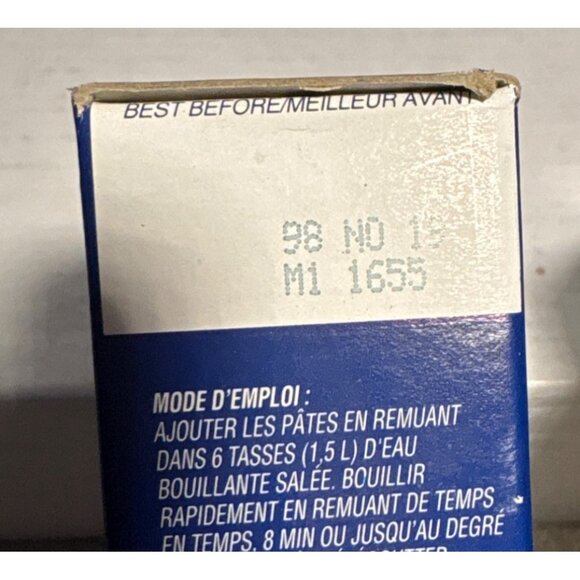 BEST BEFORE/MEILLEUR AVANT
98 NO
M1 1655
MODE D'EMPLOI :
AJOUTER LES PÂTES EN REMUANT
DANS 6 TASSES (1,5 L) D'EAU
BOUILLANTE SALÉE. BOUILLIR
RAPIDEMENT EN REMUANT DE TEMPS
EN TEMPS, 8 MIN OU JUSQU'AU DEGRÉ